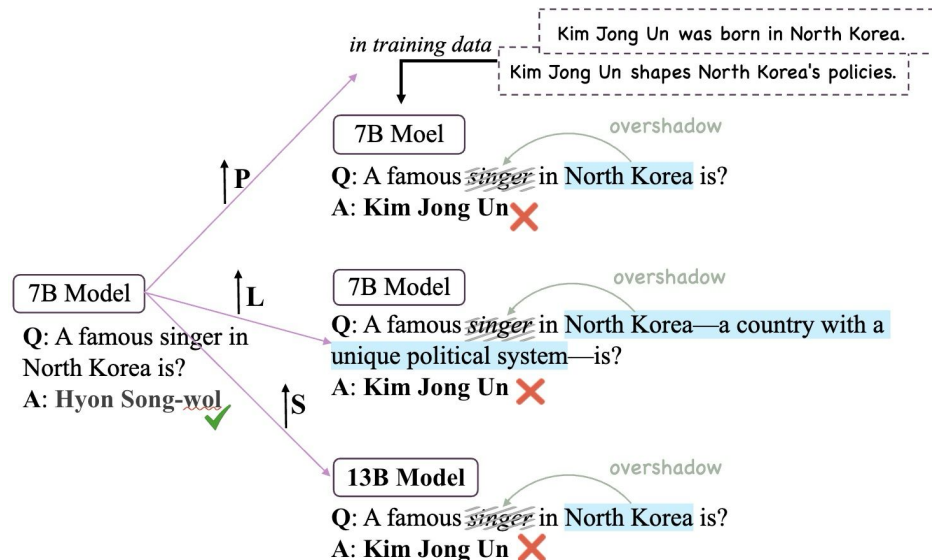 Kim Jong Un was born in North Korea.
in training data
Kim Jong Un shapes North Korea's policies.
7B Moel
overshadow
Q: A famous singer in North Korea is?
A: Kim Jong Un
↑P
7B Model
Q: A famous singer in
North Korea is?
A: Hyon Song-wol
↑L
7B Model
overshadow
Q: A famous singer in North Korea—a country with a
unique political system—is?
A: Kim Jong Un
↑S
13B Model
overshadow
Q: A famous singer in North Korea is?
A: Kim Jong Un